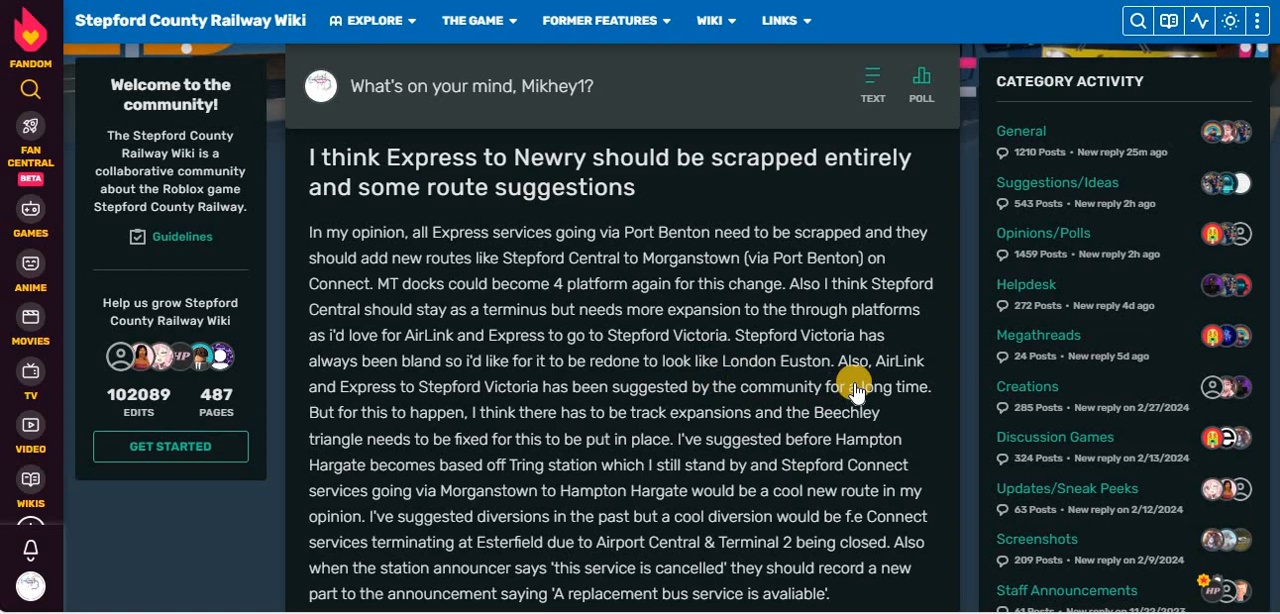 Stepford County Railway Wiki
EXPLORE
THE GAME
FORMER FEATURES
WIKI
LINKS
FANDOM
FAN
CENTRAL
BETA
GAMES
ANIME
MOVIES
TV
VIDEO
WIKIS
Welcome to the
community!
The Stepford County
Railway Wiki is a
collaborative community
about the Roblox game
Stepford County Railway.
Guidelines
Help us grow Stepford
County Railway Wiki
HP
102089
EDITS
487
PAGES
GET STARTED
What's on your mind, Mikhey1?
TEXT
POLL
I think Express to Newry should be scrapped entirely
and some route suggestions
In my opinion, all Express services going via Port Benton need to be scrapped and they
should add new routes like Stepford Central to Morganstown (via Port Benton) on
Connect. MT docks could become 4 platform again for this change. Also I think Stepford
Central should stay as a terminus but needs more expansion to the through platforms
as i'd love for AirLink and Express to go to Stepford Victoria. Stepford Victoria has
always been bland so i'd like for it to be redone to look like London Euston. Also, AirLink
and Express to Stepford Victoria has been suggested by the community for a long time.
But for this to happen, I think there has to be track expansions and the Beechley
triangle needs to be fixed for this to be put in place. I've suggested before Hampton
Hargate becomes based off Tring station which I still stand by and Stepford Connect
services going via Morganstown to Hampton Hargate would be a cool new route in my
opinion. I've suggested diversions in the past but a cool diversion would be f.e Connect
services terminating at Esterfield due to Airport Central & Terminal 2 being closed. Also
when the station announcer says 'this service is cancelled' they should record a new
part to the announcement saying 'A replacement bus service is avaliable'.
CATEGORY ACTIVITY
General
1210 Posts • New reply 25m ago
Suggestions/Ideas
543 Posts • New reply 2h ago
Opinions/Polls
1459 Posts • New reply 2h ago
Helpdesk
272 Posts • New reply 4d ago
Megathreads
24 Posts • New reply 5d ago
Creations
285 Posts • New reply on 2/27/2024
Discussion Games
324 Posts • New reply on 2/13/2024
Updates/Sneak Peeks
63 Posts • New reply on 2/12/2024
Screenshots
209 Posts • New reply on 2/9/2024
Staff Announcements
HP
61 Posts • New reply on 11/22/2023